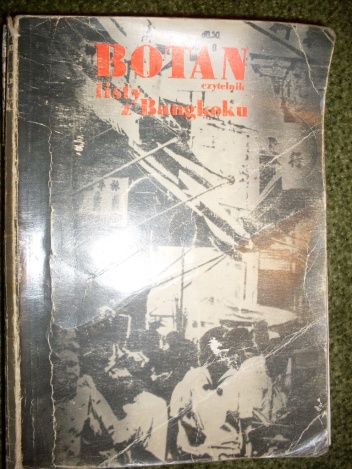 BOTAN
czytelnik
listy
z Bangkoku